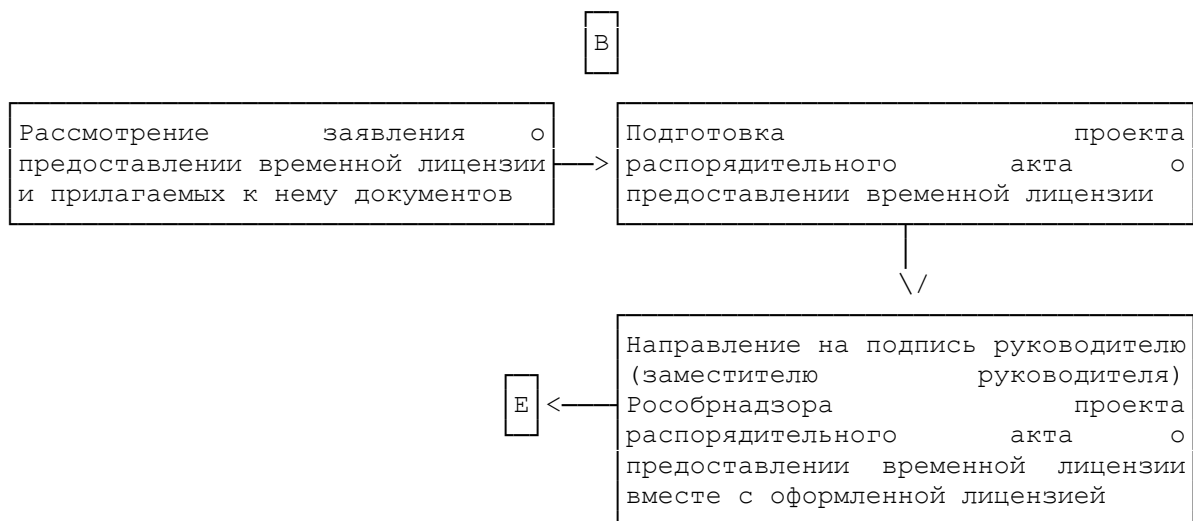 В
Рассмотрение заявления о
предоставлении временной лицензии
и прилагаемых к нему документов
Подготовка проекта
распорядительного акта о
предоставлении временной лицензии
Направление на подпись руководителю
(заместителю руководителя)
Рособрнадзора проекта
распорядительного акта о
предоставлении временной лицензии
вместе с оформленной лицензией
Е